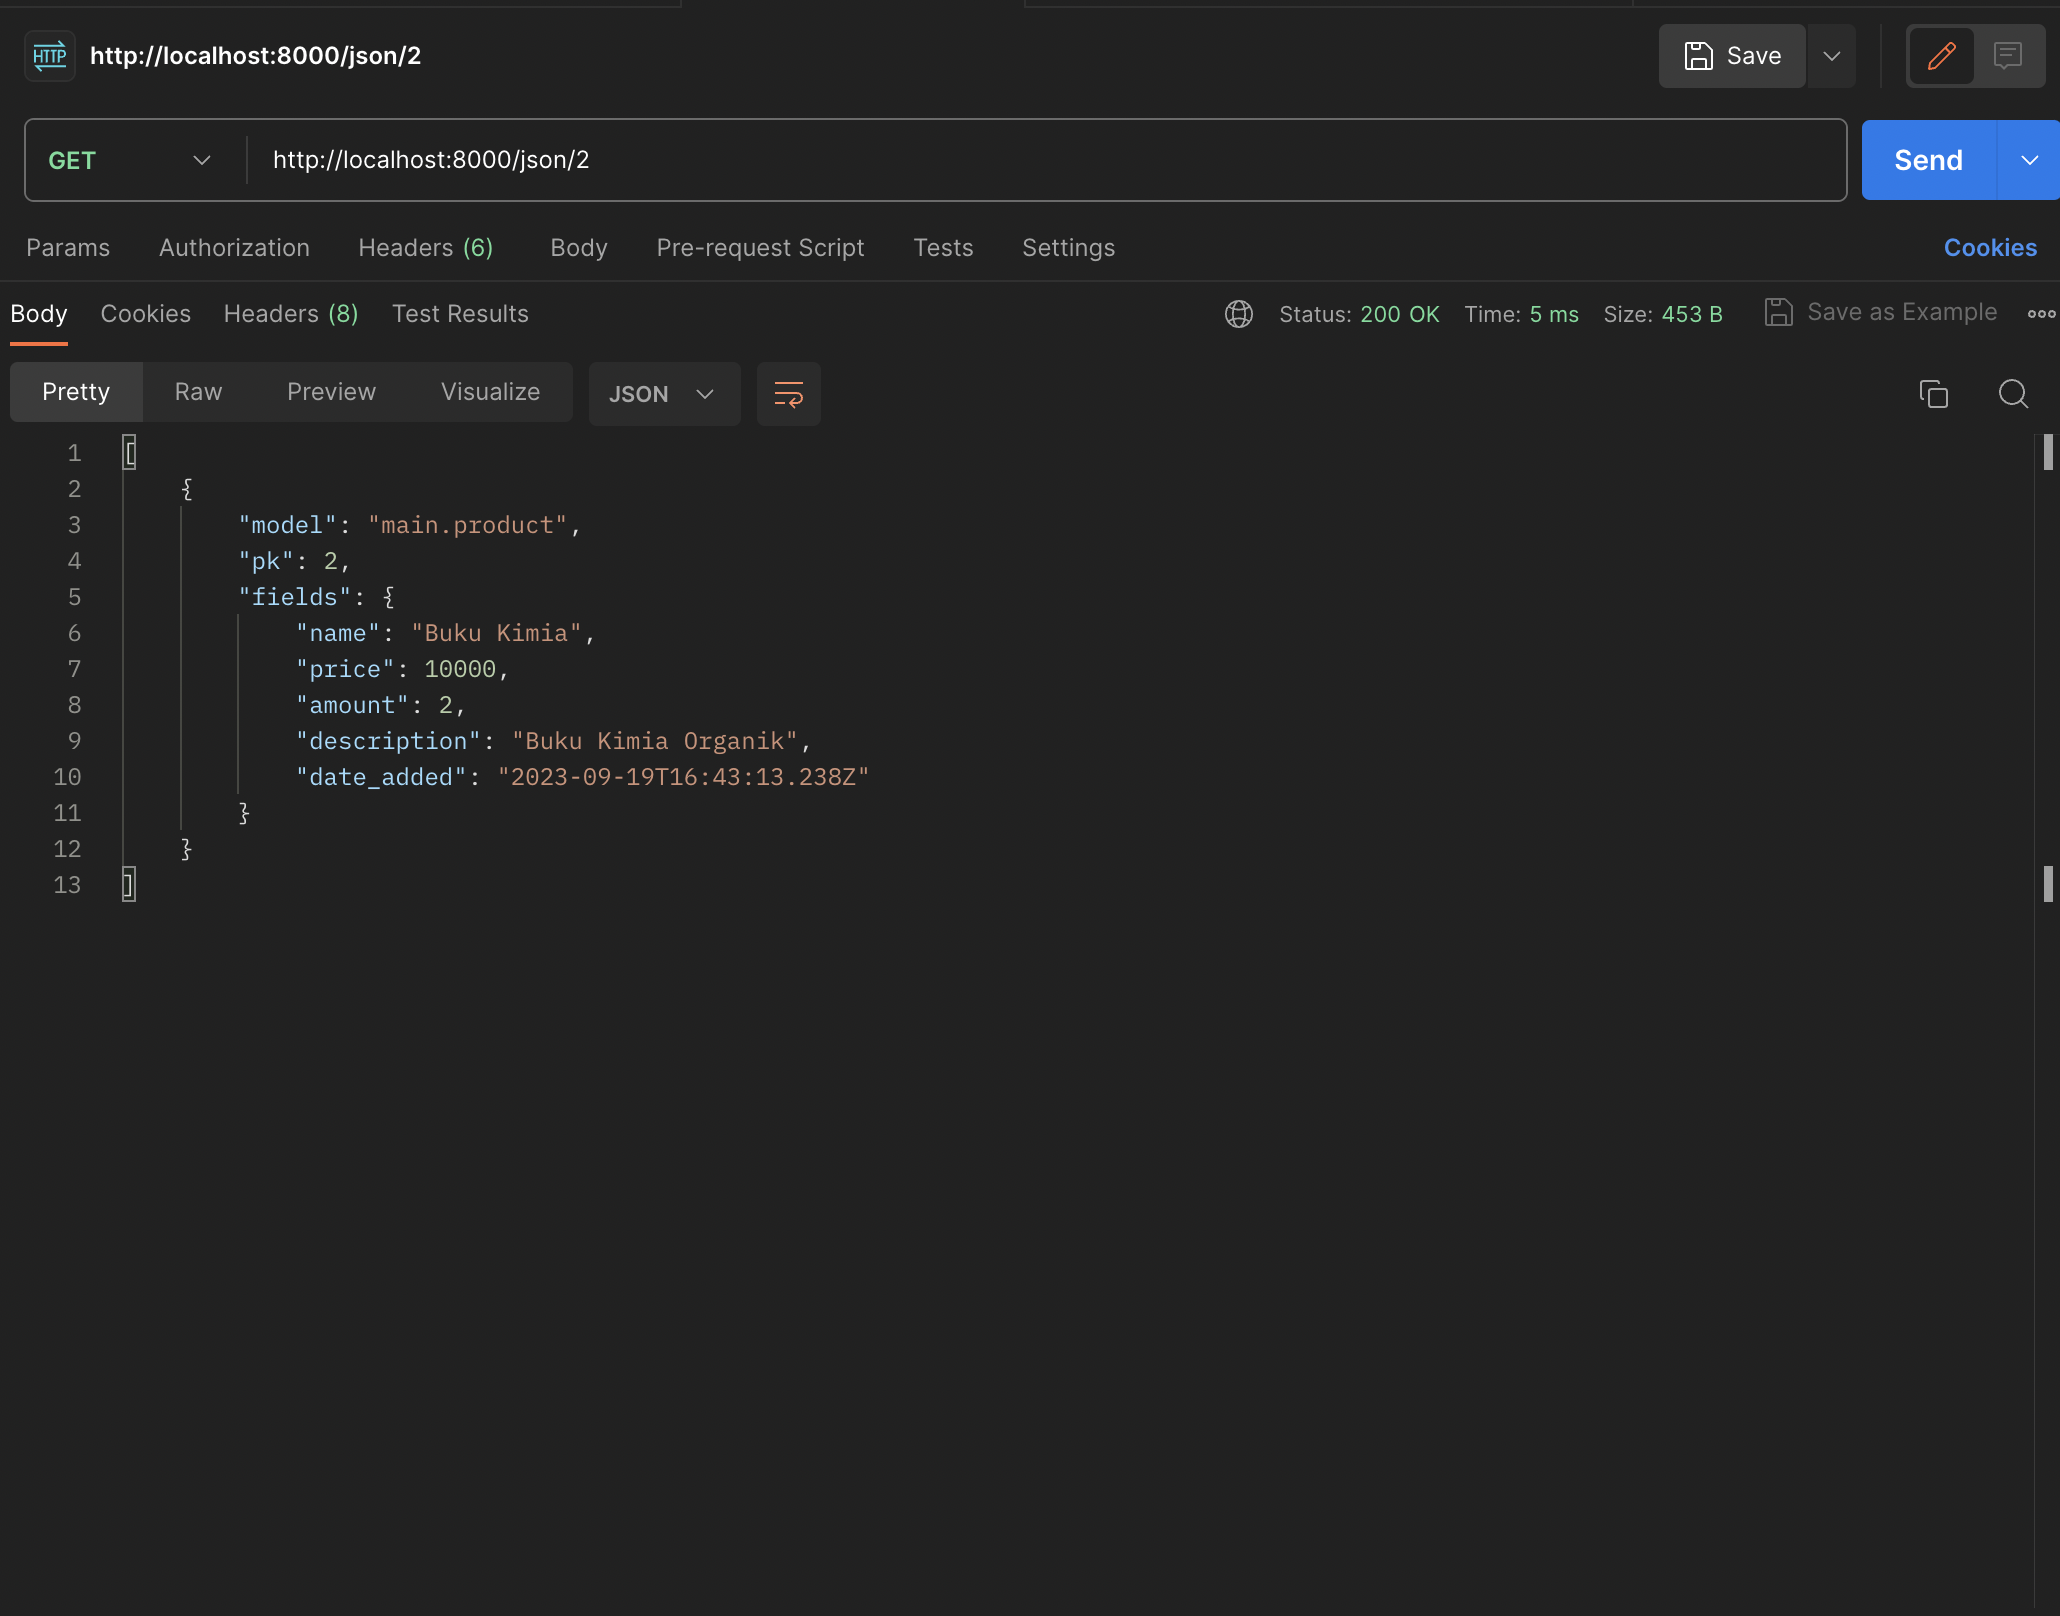 HTTP http://localhost:8000/json/2 Save
GET http://localhost:8000/json/2 Send
Params Authorization Headers (6) Body Pre-request Script Tests Settings Cookies
Body Cookies Headers (8) Test Results Status: 200 OK Time: 5 ms Size: 453 B Save as Example
Pretty Raw Preview Visualize JSON
1 [
2 {
3 "model": "main.product",
4 "pk": 2,
5 "fields": {
6 "name": "Buku Kimia",
7 "price": 10000,
8 "amount": 2,
9 "description": "Buku Kimia Organik",
10 "date_added": "2023-09-19T16:43:13.238Z"
11 }
12 }
13 ]